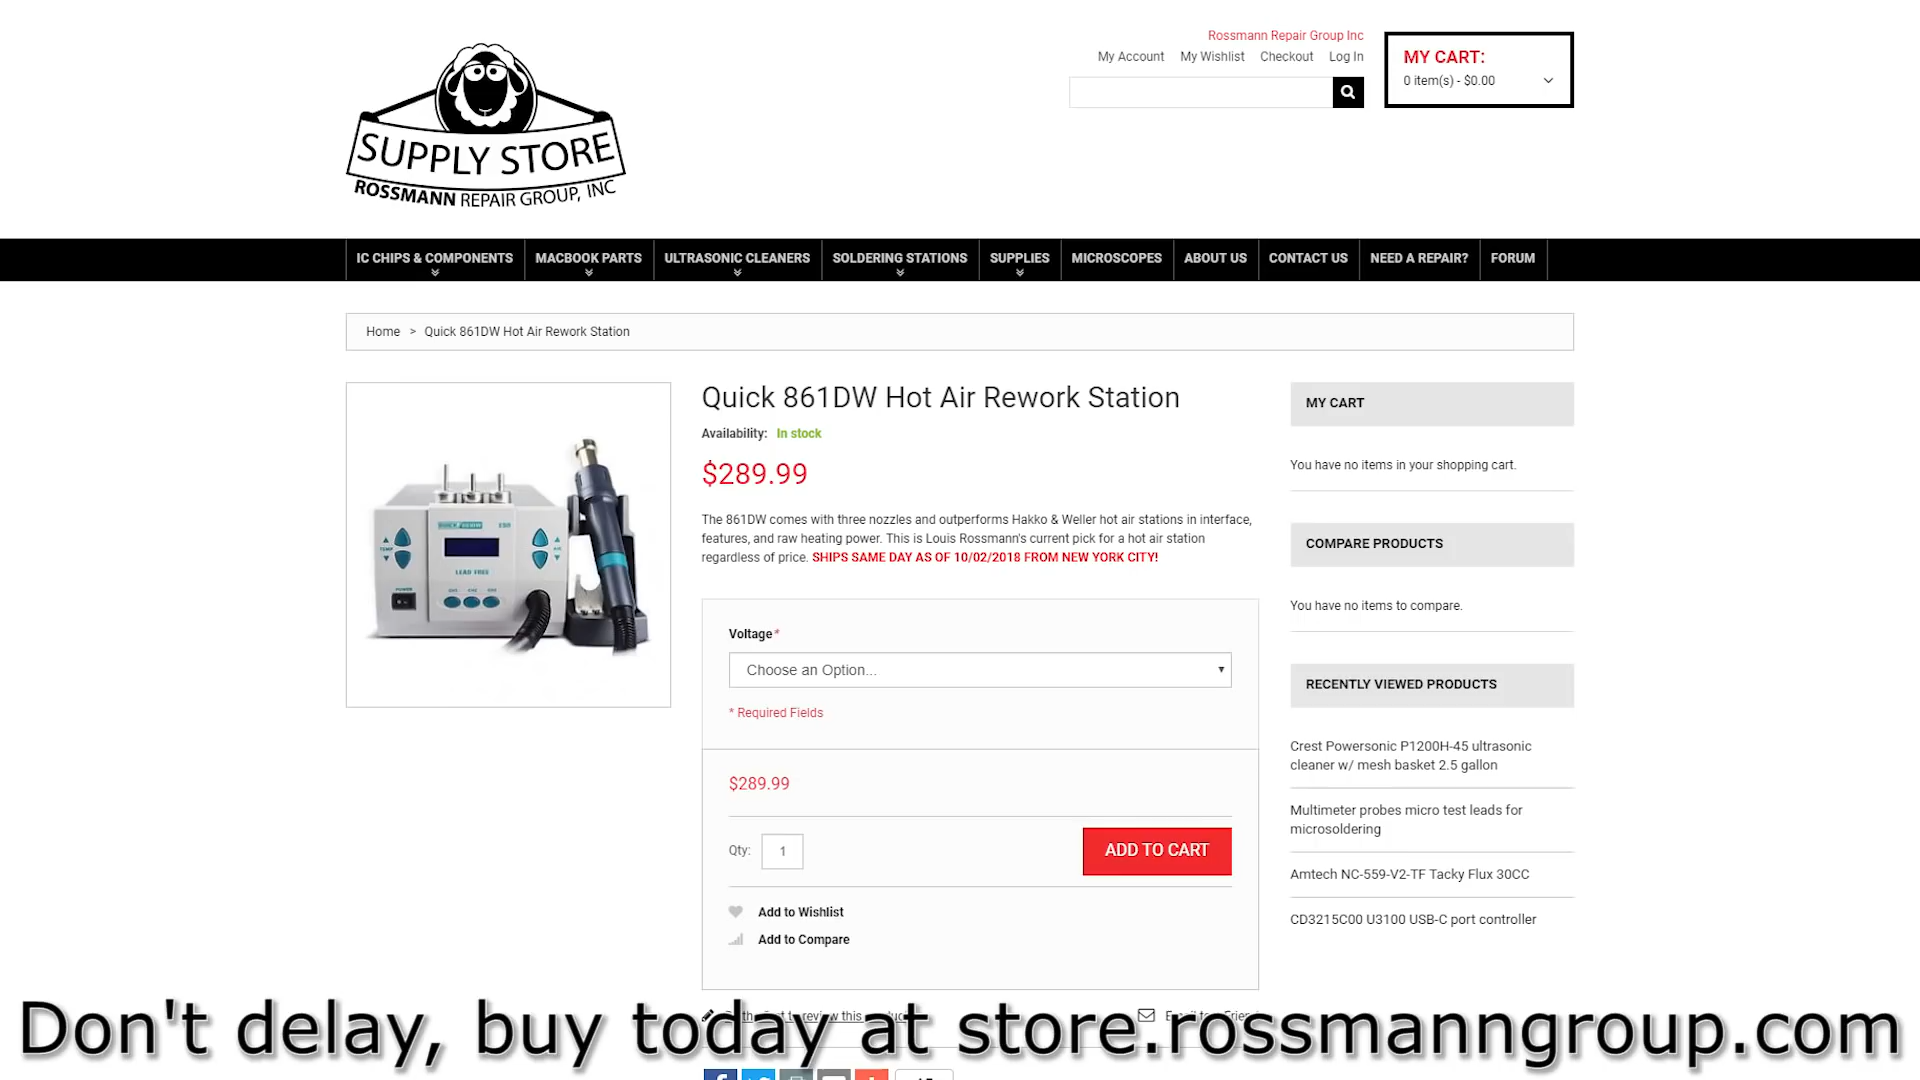 Rossmann Repair Group Inc
My Account My Wishlist Checkout Log In
MY CART:
0 item(s) - $0.00
SUPPLY STORE
ROSSMANN REPAIR GROUP, INC
IC CHIPS & COMPONENTS MACBOOK PARTS ULTRASONIC CLEANERS SOLDERING STATIONS SUPPLIES MICROSCOPES ABOUT US CONTACT US NEED A REPAIR? FORUM
Home > Quick 861DW Hot Air Rework Station
Quick 861DW Hot Air Rework Station
Availability: In stock
$289.99
The 861DW comes with three nozzles and outperforms Hakko & Weller hot air stations in interface,
features, and raw heating power. This is Louis Rossmann's current pick for a hot air station
regardless of price. SHIPS SAME DAY AS OF 10/02/2018 FROM NEW YORK CITY!
TEMP
AIR
LEAD FREE
POWER
CH1 CH2 CH3
Voltage*
Choose an Option...
* Required Fields
$289.99
Qty: 1
ADD TO CART
Add to Wishlist
Add to Compare
MY CART
You have no items in your shopping cart.
COMPARE PRODUCTS
You have no items to compare.
RECENTLY VIEWED PRODUCTS
Crest Powersonic P1200H-45 ultrasonic
cleaner w/ mesh basket 2.5 gallon
Multimeter probes micro test leads for
microsoldering
Amtech NC-559-V2-TF Tacky Flux 30CC
CD3215C00 U3100 USB-C port controller
Don't delay, buy today at store.rossmanngroup.com